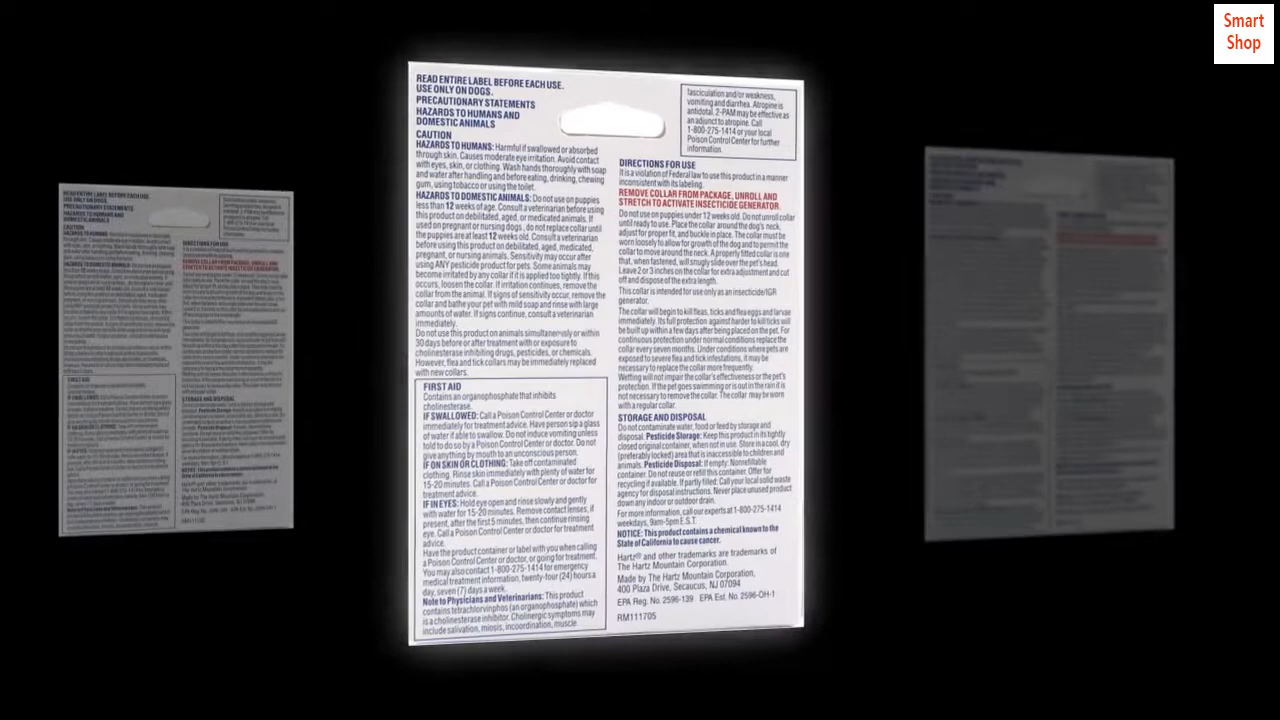 Smart
Shop
READ ENTIRE LABEL BEFORE EACH USE.
USE ONLY ON DOGS.
PRECAUTIONARY STATEMENTS
HAZARDS TO HUMANS AND
DOMESTIC ANIMALS
CAUTION
HAZARDS TO HUMANS: Harmful if swallowed or absorbed
through skin. Causes moderate eye irritation. Avoid contact
with eyes, skin, or clothing. Wash hands thoroughly with soap
and water after handling and before eating, drinking, chewing
gum, using tobacco or using the toilet.
HAZARDS TO DOMESTIC ANIMALS: Do not use on puppies
less than 12 weeks of age. Consult a veterinarian before using
this product on debilitated, aged, or medicated animals. If
used on pregnant or nursing dogs, do not replace collar until
the puppies are at least 12 weeks old. Consult a veterinarian
before using this product on debilitated, aged, medicated,
pregnant, or nursing animals. Sensitivity may occur after
using ANY pesticide product for pets. Some animals may
become irritated by any collar if it is applied too tightly. If this
occurs, loosen the collar. If irritation continues, remove the
collar from the animal. If signs of sensitivity occur, remove the
collar and bathe your pet with mild soap and rinse with large
amounts of water. If signs continue, consult a veterinarian
immediately.
Do not use this product on animals simultaneously or within
30 days before or after treatment with or exposure to
cholinesterase inhibiting drugs, pesticides, or chemicals.
However, flea and tick collars may be immediately replaced
with new collars.
FIRST AID
Contains an organophosphate that inhibits
cholinesterase.
IF SWALLOWED: Call a Poison Control Center or doctor
immediately for treatment advice. Have person sip a glass
of water if able to swallow. Do not induce vomiting unless
told to do so by a Poison Control Center or doctor. Do not
give anything by mouth to an unconscious person.
IF ON SKIN OR CLOTHING: Take off contaminated
clothing. Rinse skin immediately with plenty of water for
15-20 minutes. Call a Poison Control Center or doctor for
treatment advice.
IF IN EYES: Hold eye open and rinse slowly and gently
with water for 15-20 minutes. Remove contact lenses, if
present, after the first 5 minutes, then continue rinsing
eye. Call a Poison Control Center or doctor for treatment
advice.
Have the product container or label with you when calling
a Poison Control Center or doctor, or going for treatment.
You may also contact 1-800-275-1414 for emergency
medical treatment information, twenty-four (24) hours a
day, seven (7) days a week.
Note to Physicians and Veterinarians: This product
contains tetrachlorvinphos (an organophosphate) which
is a cholinesterase inhibitor. Cholinergic symptoms may
include salivation, miosis, incoordination, muscle
fasciculation and/or weakness,
vomiting and diarrhea. Atropine is
antidotal. 2-PAM may be effective as
an adjunct to atropine. Call
1-800-275-1414 or your local
Poison Control Center for further
information.
DIRECTIONS FOR USE
It is a violation of Federal law to use this product in a manner
inconsistent with its labeling.
REMOVE COLLAR FROM PACKAGE, UNROLL AND
STRETCH TO ACTIVATE INSECTICIDE GENERATOR.
Do not use on puppies under 12 weeks old. Do not unroll collar
until ready to use. Place the collar around the dog's neck,
adjust for proper fit, and buckle in place. The collar must be
worn loosely to allow for growth of the dog and to permit the
collar to move around the neck. A properly fitted collar is one
that, when fastened, will snugly slide over the pet's head.
Leave 2 or 3 inches on the collar for extra adjustment and cut
off and dispose of the extra length.
This collar is intended for use only as an insecticide/IGR
generator.
The collar will begin to kill fleas, ticks and flea eggs and larvae
immediately. Its full protection against harder to kill ticks will
be built up within a few days after being placed on the pet. For
continuous protection under normal conditions replace the
collar every seven months. Under conditions where pets are
exposed to severe flea and tick infestations, it may be
necessary to replace the collar more frequently.
Wetting will not impair the collar's effectiveness or the pet's
protection. If the pet goes swimming or is out in the rain it is
not necessary to remove the collar. The collar may be worn
with a regular collar.
STORAGE AND DISPOSAL
Do not contaminate water, food or feed by storage and
disposal. Pesticide Storage: Keep this product in its tightly
closed original container, when not in use. Store in a cool, dry
(preferably locked) area that is inaccessible to children and
animals. Pesticide Disposal: If empty: Nonrefillable
container. Do not reuse or refill this container. Offer for
recycling if available. If partly filled: Call your local solid waste
agency for disposal instructions. Never place unused product
down any indoor or outdoor drain.
For more information, call our experts at 1-800-275-1414
weekdays, 9am-5pm E.S.T.
NOTICE: This product contains a chemical known to the
State of California to cause cancer.
Hartz® and other trademarks are trademarks of
The Hartz Mountain Corporation.
Made by The Hartz Mountain Corporation,
400 Plaza Drive, Secaucus, NJ 07094
EPA Reg. No. 2596-139 EPA Est. No. 2596-OH-1
RM111705